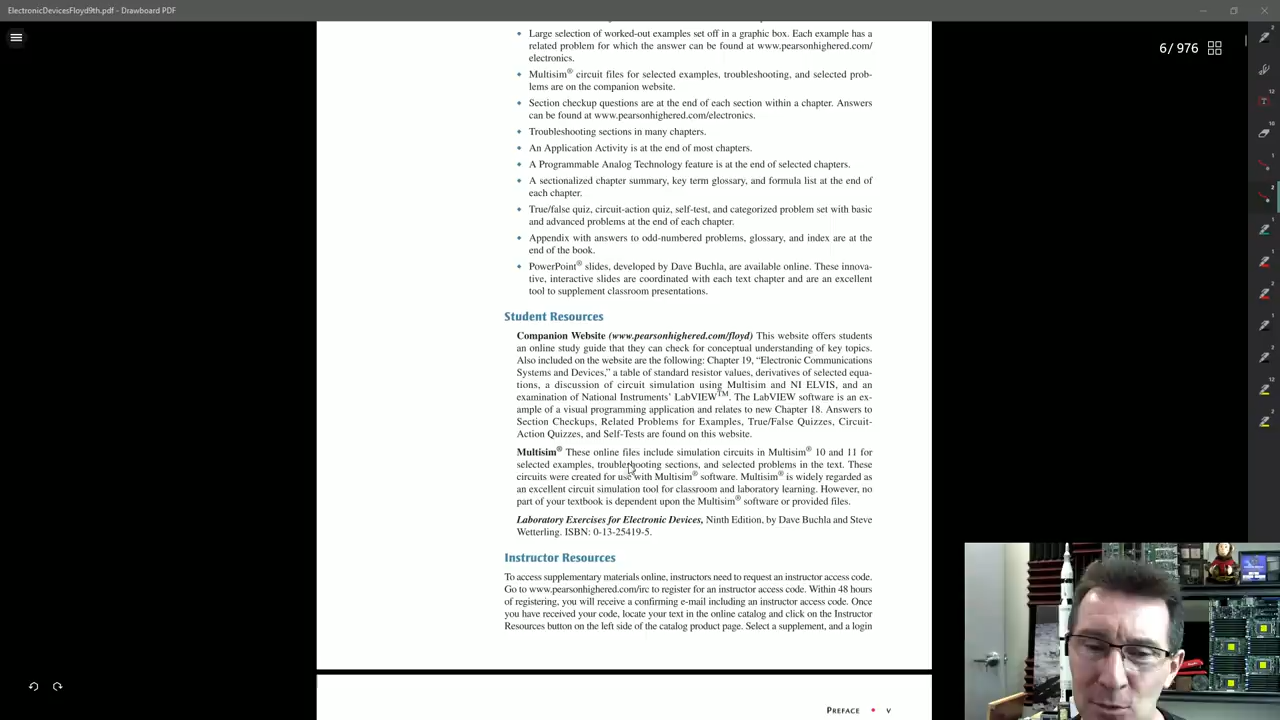 ElectronicDevicesFloyd9th.pdf - Drawboard PDF
6 / 976
Large selection of worked-out examples set off in a graphic box. Each example has a
related problem for which the answer can be found at www.pearsonhighered.com/
electronics.
Multisim® circuit files for selected examples, troubleshooting, and selected prob-
lems are on the companion website.
Section checkup questions are at the end of each section within a chapter. Answers
can be found at www.pearsonhighered.com/electronics.
Troubleshooting sections in many chapters.
An Application Activity is at the end of most chapters.
A Programmable Analog Technology feature is at the end of selected chapters.
A sectionalized chapter summary, key term glossary, and formula list at the end of
each chapter.
True/false quiz, circuit-action quiz, self-test, and categorized problem set with basic
and advanced problems at the end of each chapter.
Appendix with answers to odd-numbered problems, glossary, and index are at the
end of the book.
PowerPoint® slides, developed by Dave Buchla, are available online. These innova-
tive, interactive slides are coordinated with each text chapter and are an excellent
tool to supplement classroom presentations.
Student Resources
Companion Website (www.pearsonhighered.com/floyd) This website offers students
an online study guide that they can check for conceptual understanding of key topics.
Also included on the website are the following: Chapter 19, “Electronic Communications
Systems and Devices,” a table of standard resistor values, derivatives of selected equa-
tions, a discussion of circuit simulation using Multisim and NI ELVIS, and an
examination of National Instruments’ LabVIEW™. The LabVIEW software is an ex-
ample of a visual programming application and relates to new Chapter 18. Answers to
Section Checkups, Related Problems for Examples, True/False Quizzes, Circuit-
Action Quizzes, and Self-Tests are found on this website.
Multisim® These online files include simulation circuits in Multisim® 10 and 11 for
selected examples, troubleshooting sections, and selected problems in the text. These
circuits were created for use with Multisim® software. Multisim® is widely regarded as
an excellent circuit simulation tool for classroom and laboratory learning. However, no
part of your textbook is dependent upon the Multisim® software or provided files.
Laboratory Exercises for Electronic Devices, Ninth Edition, by Dave Buchla and Steve
Wetterling. ISBN: 0-13-25419-5.
Instructor Resources
To access supplementary materials online, instructors need to request an instructor access code.
Go to www.pearsonhighered.com/irc to register for an instructor access code. Within 48 hours
of registering, you will receive a confirming e-mail including an instructor access code. Once
you have received your code, locate your text in the online catalog and click on the Instructor
Resources button on the left side of the catalog product page. Select a supplement, and a login
PREFACE ◆ v